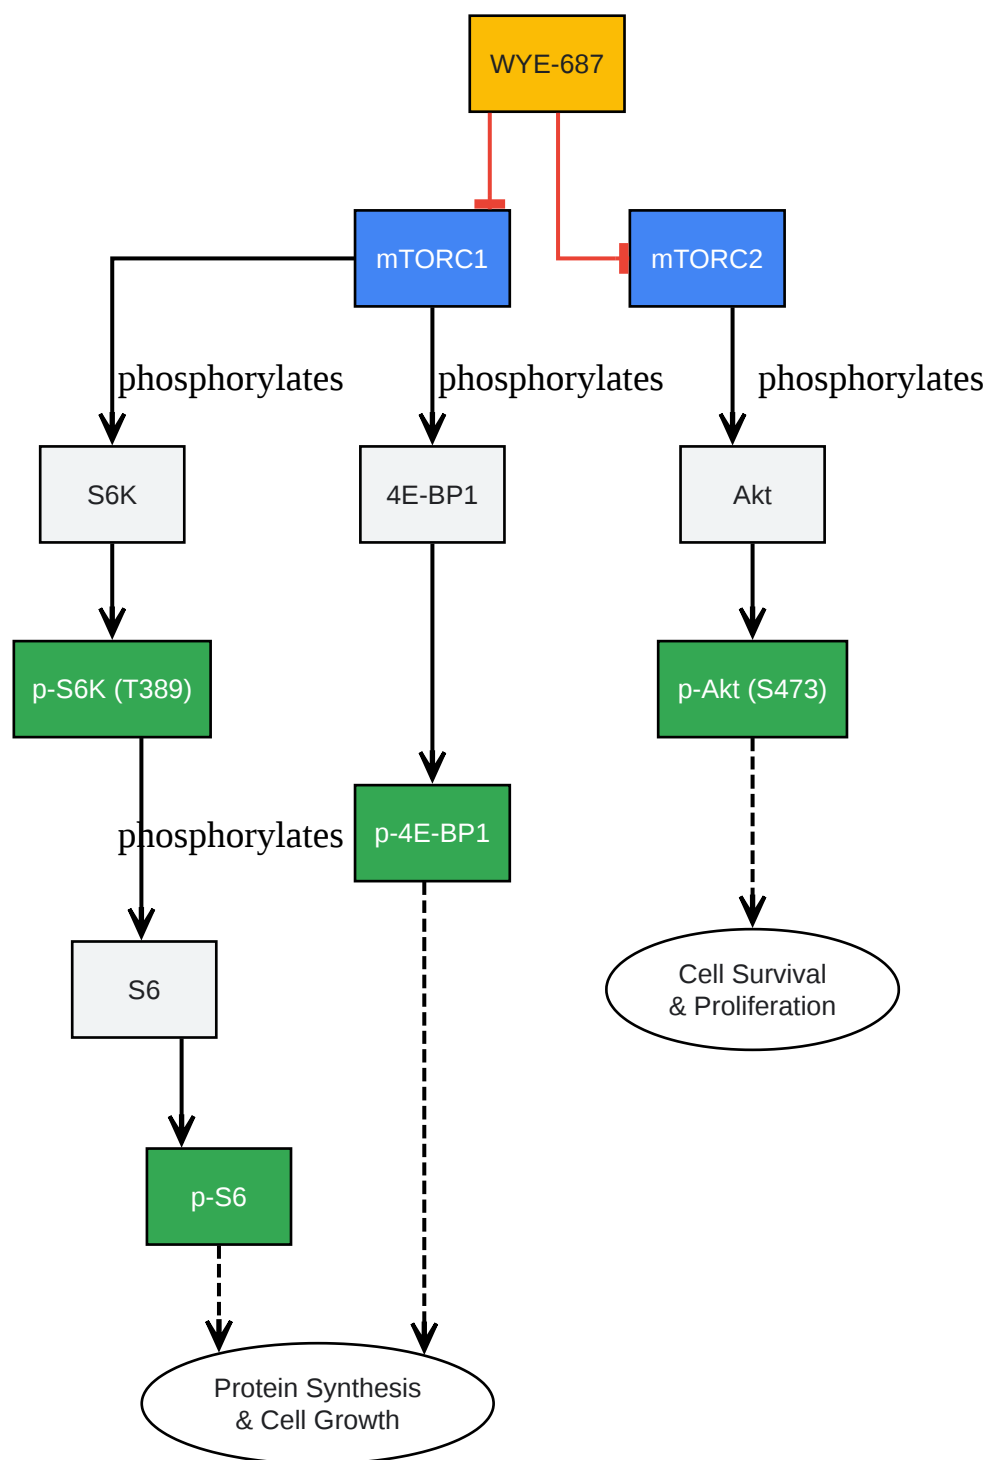 WYE-687
mTORC1
mTORC2
phosphorylates
phosphorylates
phosphorylates
S6K
4E-BP1
Akt
p-S6K (T389)
p-Akt (S473)
phosphorylates
p-4E-BP1
S6
Cell Survival
& Proliferation
p-S6
Protein Synthesis
& Cell Growth